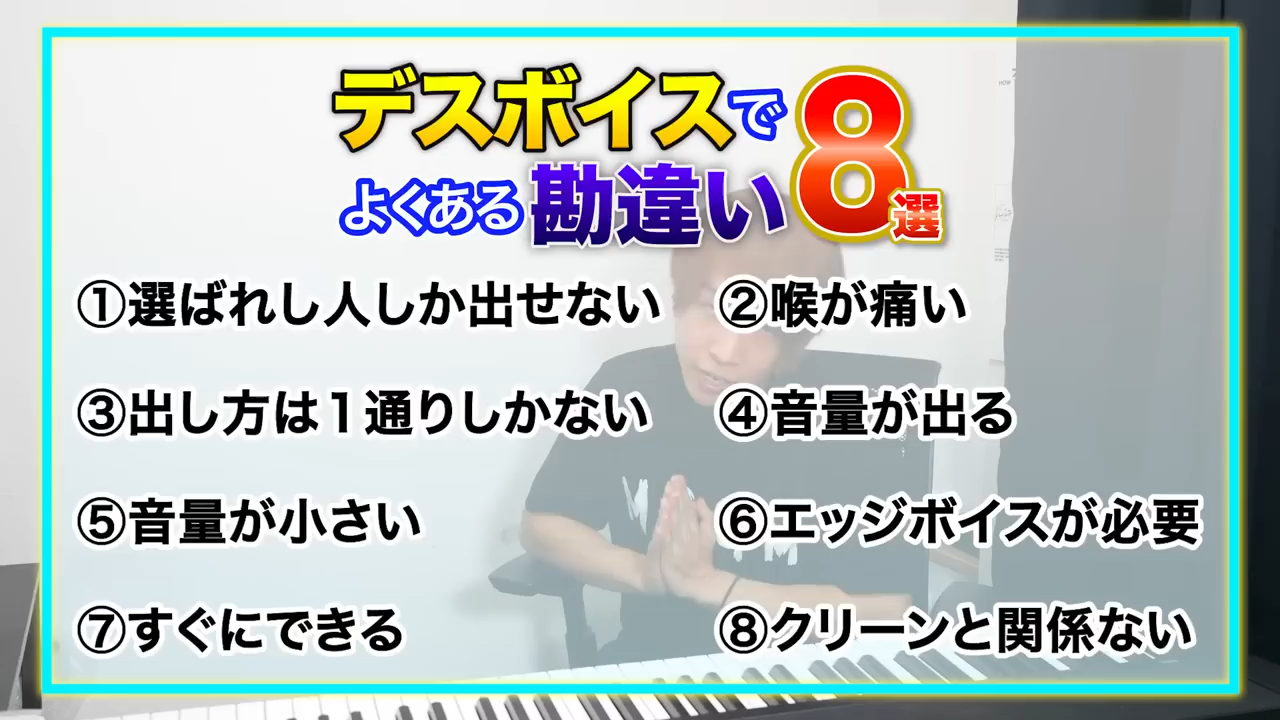 デスボイスで
よくある勘違い8選
①選ばれし人しか出せない
②喉が痛い
③出し方は1通りしかない
④音量が出る
⑤音量が小さい
⑥エッジボイスが必要
⑦すぐにできる
⑧クリーンと関係ない